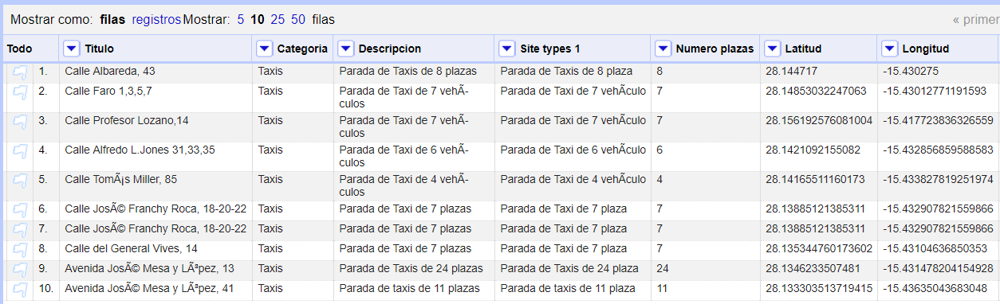 Mostrar como: filas registros Mostrar: 5 10 25 50 filas « primer
Todo Titulo Categoria Descripcion Site types 1 Numero plazas Latitud Longitud
1. Calle Albareda, 43 Taxis Parada de Taxis de 8 plazas Parada de Taxis de 8 plaza 8 28.144717 -15.430275
2. Calle Faro 1,3,5,7 Taxis Parada de Taxi de 7 vehÃ-
culos Parada de Taxi de 7 vehÃculo 7 28.14853032247063 -15.43012771191593
3. Calle Profesor Lozano,14 Taxis Parada de Taxi de 7 vehÃ-
culos Parada de Taxi de 7 vehÃculo 7 28.156192576081004 -15.417723836326559
4. Calle Alfredo L.Jones 31,33,35 Taxis Parada de Taxi de 6 vehÃ-
culos Parada de Taxi de 6 vehÃculo 6 28.1421092155082 -15.432856859588583
5. Calle TomÃ¡s Miller, 85 Taxis Parada de Taxi de 4 vehÃ-
culos Parada de Taxi de 4 vehÃculo 4 28.14165511160173 -15.433827819251974
6. Calle JosÃ© Franchy Roca, 18-20-22 Taxis Parada de Taxi de 7 plazas Parada de Taxi de 7 plaza 7 28.13885121385311 -15.432907821559866
7. Calle JosÃ© Franchy Roca, 18-20-22 Taxis Parada de Taxi de 7 plazas Parada de Taxi de 7 plaza 7 28.13885121385311 -15.432907821559866
8. Calle del General Vives, 14 Taxis Parada de Taxi de 7 plazas Parada de Taxi de 7 plaza 7 28.135344760173602 -15.43104636850353
9. Avenida JosÃ© Mesa y LÃªpez, 13 Taxis Parada de Taxis de 24 plazas Parada de Taxis de 24 plaza 24 28.1346233507481 -15.431478204154928
10. Avenida JosÃ© Mesa y LÃªpez, 41 Taxis Parada de taxis de 11 plazas Parada de taxis de 11 plaza 11 28.133303513719415 -15.43635043683048